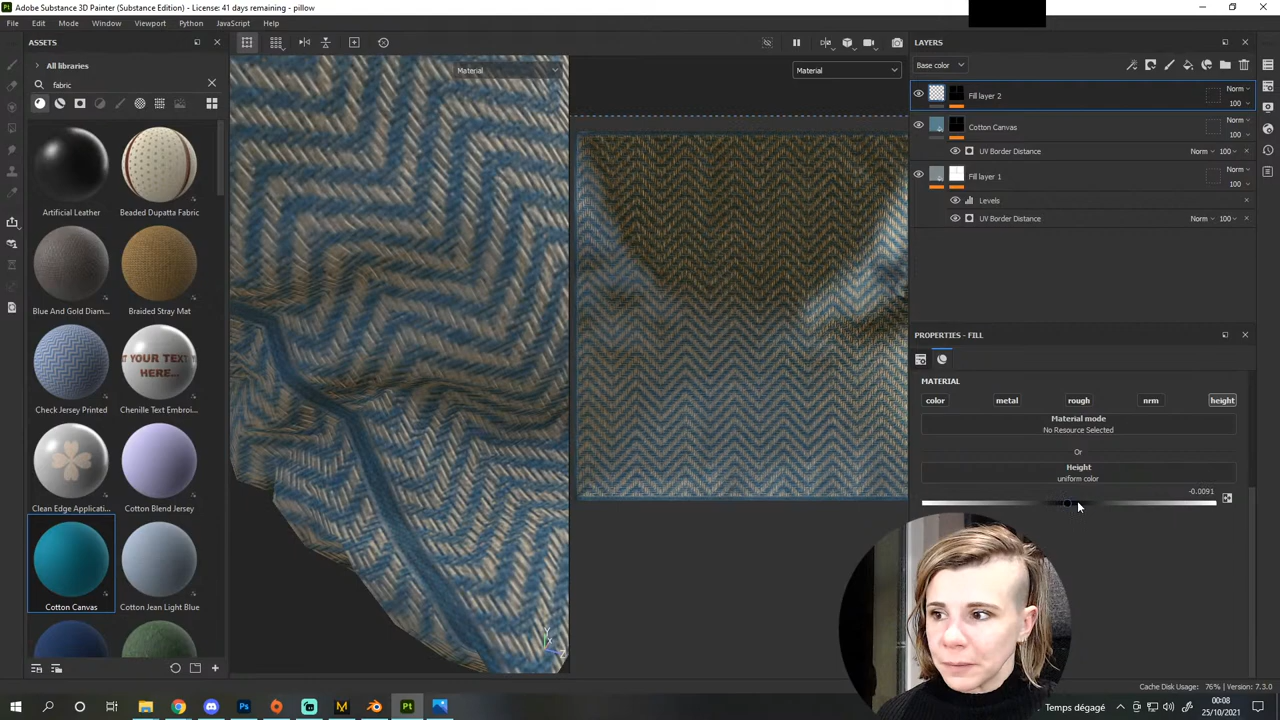 Adobe Substance 3D Painter (Substance Edition) - License: 41 days remaining - pillow
File Edit Mode Window Viewport Python JavaScript Help
ASSETS
All libraries
fabric
Artificial Leather
Beaded Dupatta Fabric
Blue And Gold Diam...
Braided Stray Mat
YOUR TEXT
HERE...
Check Jersey Printed
Chenille Text Embroi...
Clean Edge Applicati...
Cotton Blend Jersey
Cotton Canvas
Cotton Jean Light Blue
Material
Material
Y
X
Z
LAYERS
Base color
Fill layer 2
Norm
100
Cotton Canvas
Norm
100
UV Border Distance Norm 100
Fill layer 1
Norm
100
Levels
UV Border Distance Norm 100
PROPERTIES - FILL
MATERIAL
color metal rough nrm height
Material mode
No Resource Selected
Or
Height
uniform color
-0.0091
Cache Disk Usage: 76% | Version: 7.3.0
Ps
M
Pt
Temps dégagé
00:08
25/10/2021